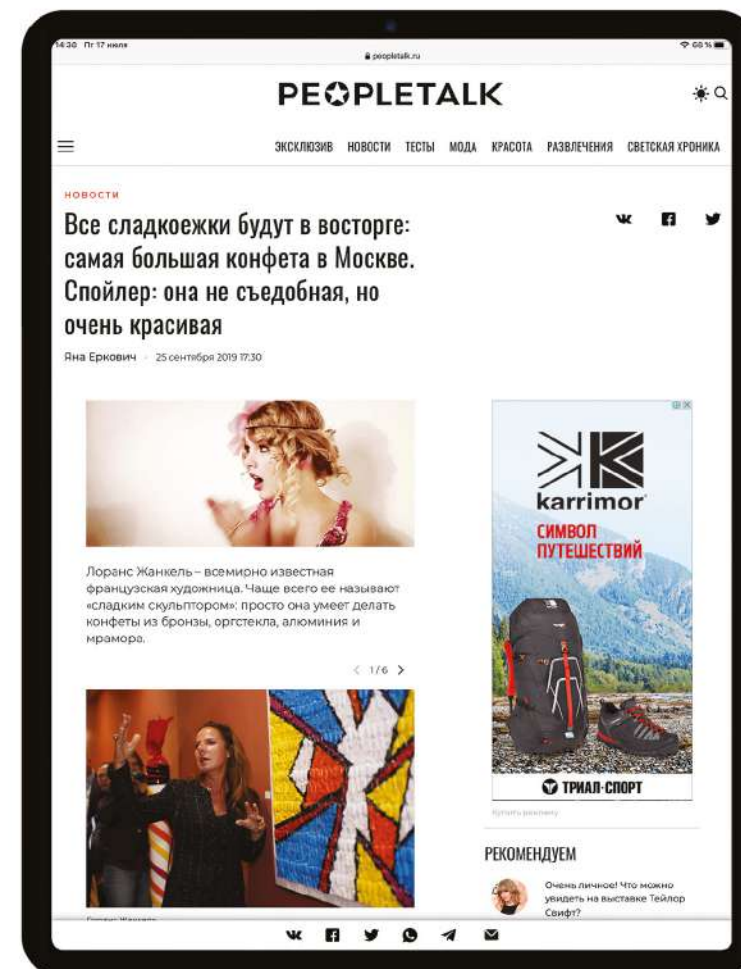 14:30 Пт 17 июля
peopletalk.ru
68 %
PEOPLETALK
ЭКСКЛЮЗИВ НОВОСТИ ТЕСТЫ МОДА КРАСОТА РАЗВЛЕЧЕНИЯ СВЕТСКАЯ ХРОНИКА
НОВОСТИ
Все сладкоежки будут в восторге:
самая большая конфета в Москве.
Спойлер: она не съедобная, но
очень красивая
Яна Еркович 25 сентября 2019 17:30
Лоранс Жанкель – всемирно известная
французская художница. Чаще всего ее называют
«сладким скульптором»: просто она умеет делать
конфеты из бронзы, оргстекла, алюминия и
мрамора.
1/6
karrimor
СИМВОЛ
ПУТЕШЕСТВИЙ
ТРИАЛ-СПОРТ
Купить рекламу
РЕКОМЕНДУЕМ
Очень личное! Что можно
увидеть на выставке Тейлор
Свифт?